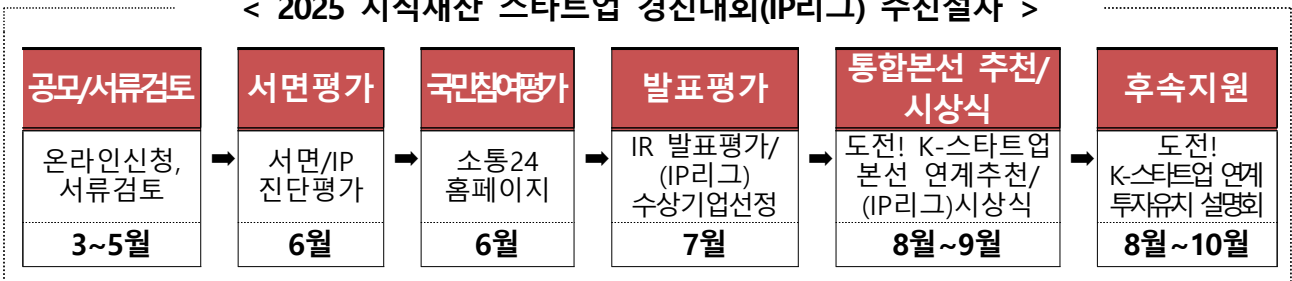 < 2025 지식재산 스타트업 경진대회(IP리그) 추진절차 >
공모/서류검토
온라인신청,
서류검토
3~5월
➡
서면평가
서면/IP
진단평가
6월
➡
국민참여평가
소통24
홈페이지
6월
➡
발표평가
IR 발표평가/
(IP리그)
수상기업선정
7월
➡
통합본선 추천/
시상식
도전! K-스타트업
본선 연계추천/
(IP리그)시상식
8월~9월
➡
후속지원
도전!
K-스타트업 연계
투자유치 설명회
8월~10월